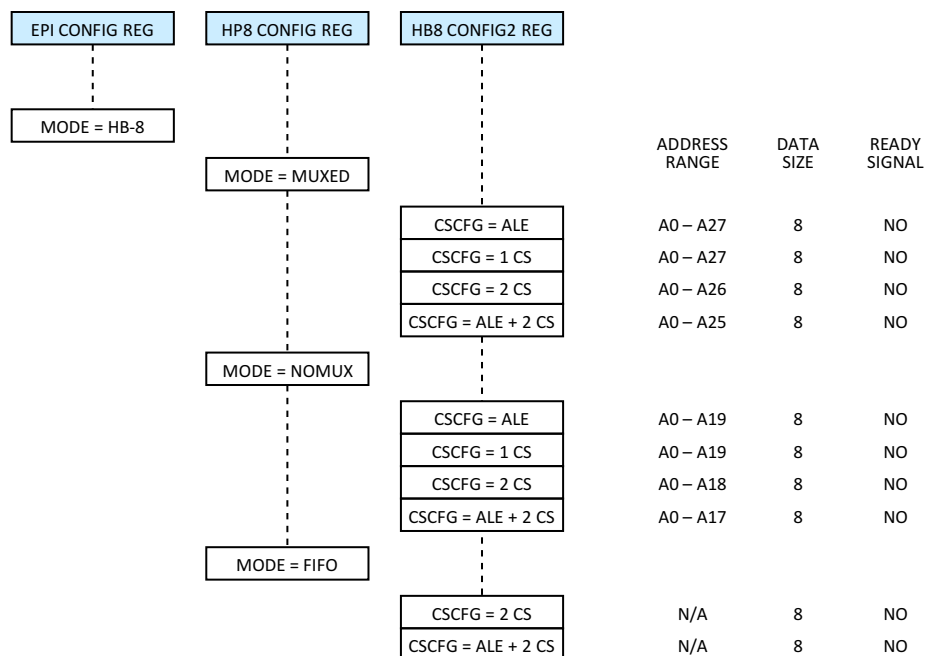 EPI CONFIG REG HP8 CONFIG REG HB8 CONFIG2 REG
MODE = HB-8
ADDRESS RANGE DATA SIZE READY SIGNAL
MODE = MUXED
CSCFG = ALE A0 – A27 8 NO
CSCFG = 1 CS A0 – A27 8 NO
CSCFG = 2 CS A0 – A26 8 NO
CSCFG = ALE + 2 CS A0 – A25 8 NO
MODE = NOMUX
CSCFG = ALE A0 – A19 8 NO
CSCFG = 1 CS A0 – A19 8 NO
CSCFG = 2 CS A0 – A18 8 NO
CSCFG = ALE + 2 CS A0 – A17 8 NO
MODE = FIFO
CSCFG = 2 CS N/A 8 NO
CSCFG = ALE + 2 CS N/A 8 NO